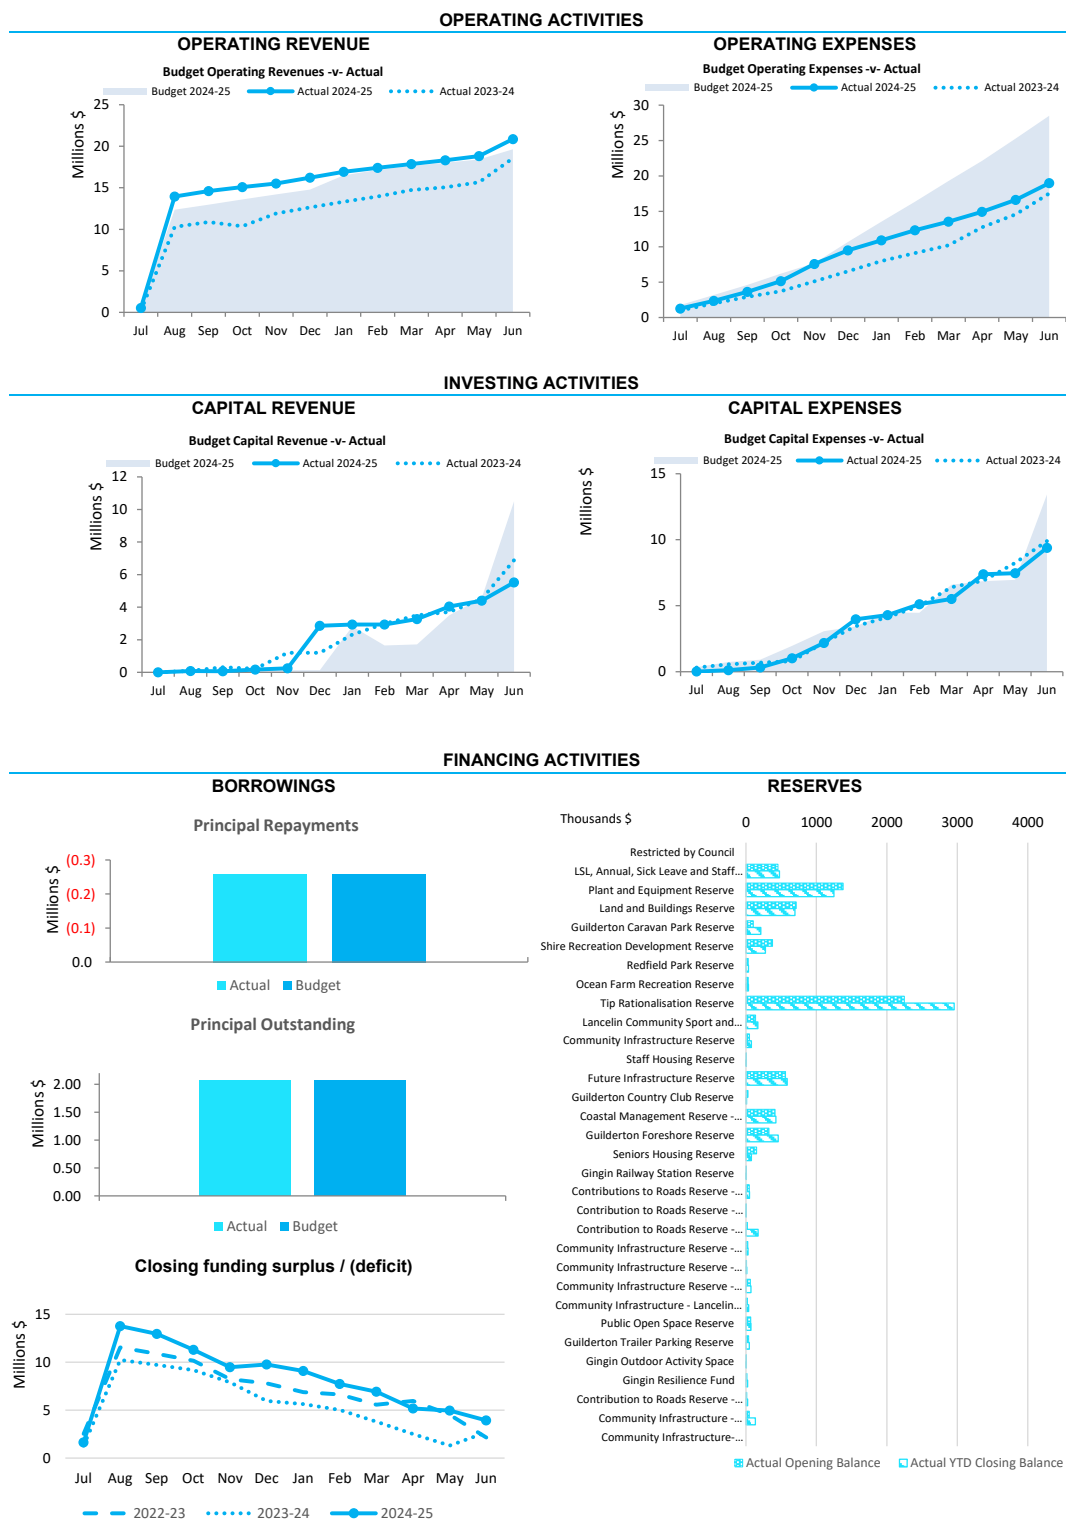 OPERATING ACTIVITIES
OPERATING REVENUE
Budget Operating Revenues -v- Actual
Budget 2024-25 Actual 2024-25 Actual 2023-24
Millions $
25
20
15
10
5
0
Jul Aug Sep Oct Nov Dec Jan Feb Mar Apr May Jun
OPERATING EXPENSES
Budget Operating Expenses -v- Actual
Budget 2024-25 Actual 2024-25 Actual 2023-24
Millions $
30
25
20
15
10
5
0
Jul Aug Sep Oct Nov Dec Jan Feb Mar Apr May Jun
INVESTING ACTIVITIES
CAPITAL REVENUE
Budget Capital Revenue -v- Actual
Budget 2024-25 Actual 2024-25 Actual 2023-24
Millions $
12
10
8
6
4
2
0
Jul Aug Sep Oct Nov Dec Jan Feb Mar Apr May Jun
CAPITAL EXPENSES
Budget Capital Expenses -v- Actual
Budget 2024-25 Actual 2024-25 Actual 2023-24
Millions $
15
10
5
0
Jul Aug Sep Oct Nov Dec Jan Feb Mar Apr May Jun
FINANCING ACTIVITIES
BORROWINGS
Principal Repayments
Millions $
(0.3)
(0.2)
(0.1)
0.0
Actual Budget
Principal Outstanding
Millions $
2.00
1.50
1.00
0.50
0.00
Actual Budget
Closing funding surplus / (deficit)
Millions $
15
10
5
0
Jul Aug Sep Oct Nov Dec Jan Feb Mar Apr May Jun
2022-23 2023-24 2024-25
RESERVES
Thousands $
0 1000 2000 3000 4000
Restricted by Council
LSL, Annual, Sick Leave and Staff...
Plant and Equipment Reserve
Land and Buildings Reserve
Guilderton Caravan Park Reserve
Shire Recreation Development Reserve
Redfield Park Reserve
Ocean Farm Recreation Reserve
Tip Rationalisation Reserve
Lancelin Community Sport and...
Community Infrastructure Reserve
Staff Housing Reserve
Future Infrastructure Reserve
Guilderton Country Club Reserve
Coastal Management Reserve -...
Guilderton Foreshore Reserve
Seniors Housing Reserve
Gingin Railway Station Reserve
Contributions to Roads Reserve -...
Contribution to Roads Reserve -...
Contribution to Roads Reserve -...
Community Infrastructure Reserve -...
Community Infrastructure Reserve -...
Community Infrastructure Reserve -...
Community Infrastructure - Lancelin...
Public Open Space Reserve
Guilderton Trailer Parking Reserve
Gingin Outdoor Activity Space
Gingin Resilience Fund
Contribution to Roads Reserve -...
Community Infrastructure -...
Community Infrastructure-...
Actual Opening Balance Actual YTD Closing Balance